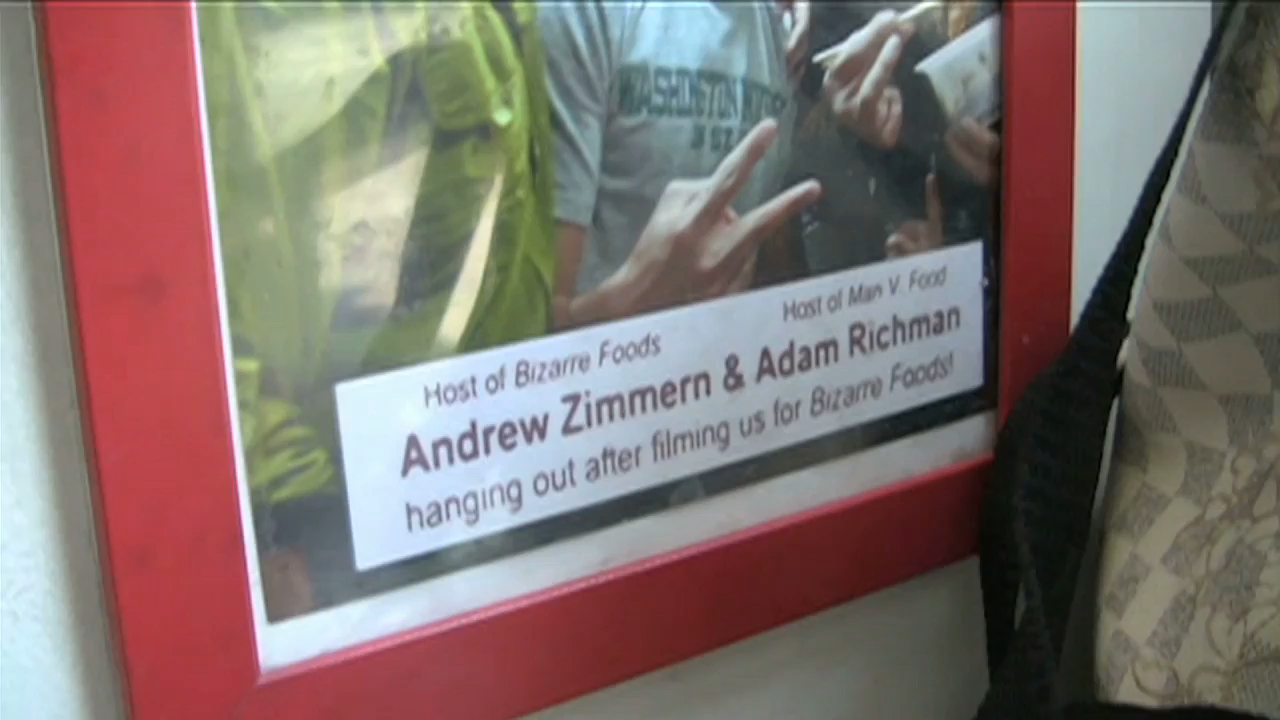 WASHINGTON
Host of Man V. Food
Host of Bizarre Foods
Andrew Zimmern & Adam Richman
hanging out after filming us for Bizarre Foods!